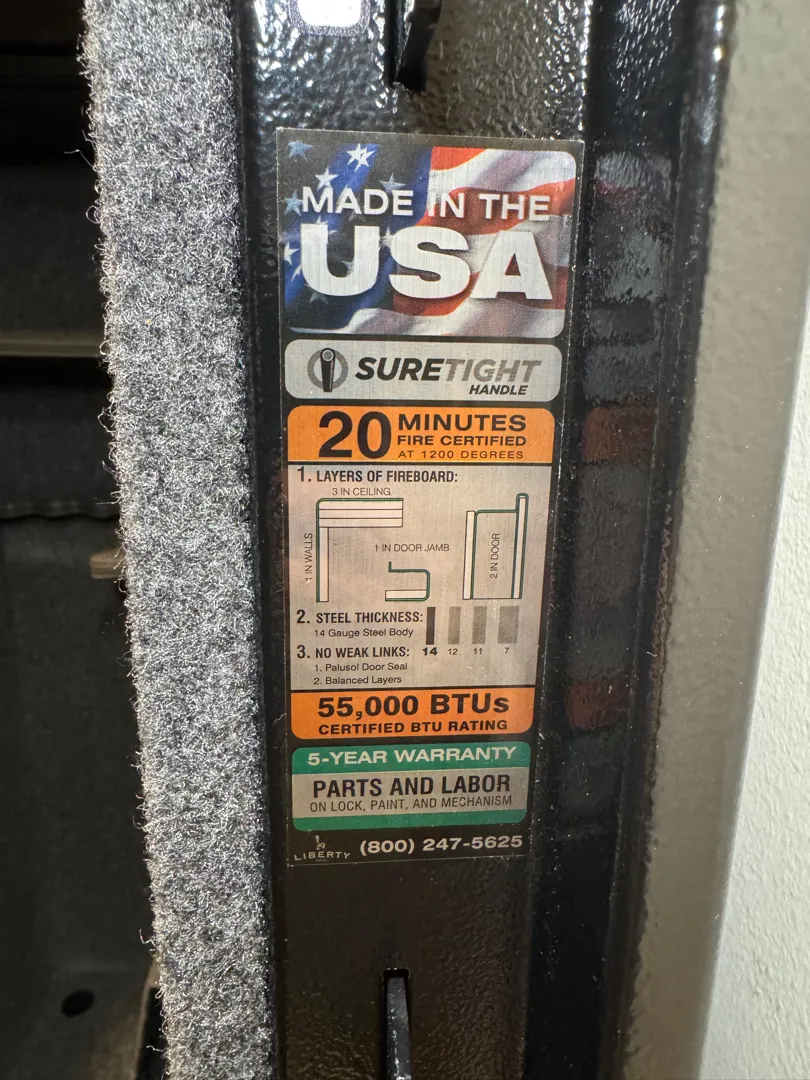 MADE IN THE
USA
SURETIGHT
HANDLE
20 MINUTES
FIRE CERTIFIED
AT 1200 DEGREES
1. LAYERS OF FIREBOARD:
3 IN CEILING
1 IN WALLS
1 IN DOOR JAMB
2 IN DOOR
2. STEEL THICKNESS:
14 Gauge Steel Body
14 12 11 7
3. NO WEAK LINKS:
1. Palusol Door Seal
2. Balanced Layers
55,000 BTUs
CERTIFIED BTU RATING
5-YEAR WARRANTY
PARTS AND LABOR
ON LOCK, PAINT, AND MECHANISM
LIBERTY (800) 247-5625